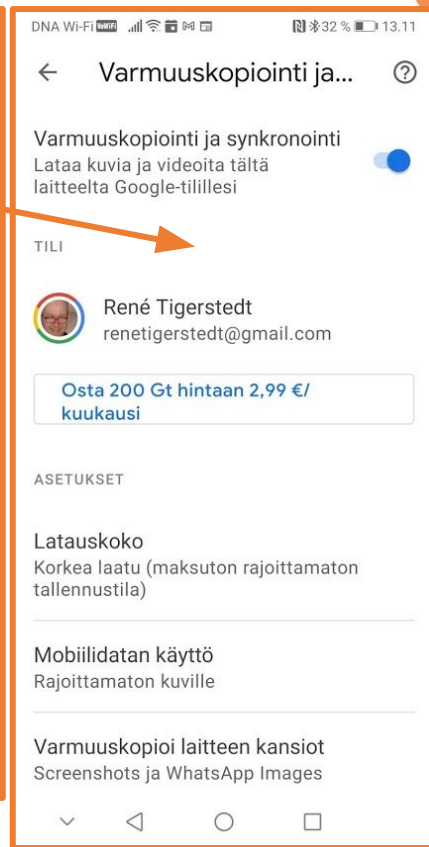 DNA Wi-Fi VoWiFi 32 % 13.11
Varmuuskopiointi ja...
Varmuuskopiointi ja synkronointi
Lataa kuvia ja videoita tältä
laitteelta Google-tilillesi
TILI
René Tigerstedt
renetigerstedt@gmail.com
Osta 200 Gt hintaan 2,99 €/
kuukausi
ASETUKSET
Latauskoko
Korkea laatu (maksuton rajoittamaton
tallennustila)
Mobiilidatan käyttö
Rajoittamaton kuville
Varmuuskopioi laitteen kansiot
Screenshots ja WhatsApp Images